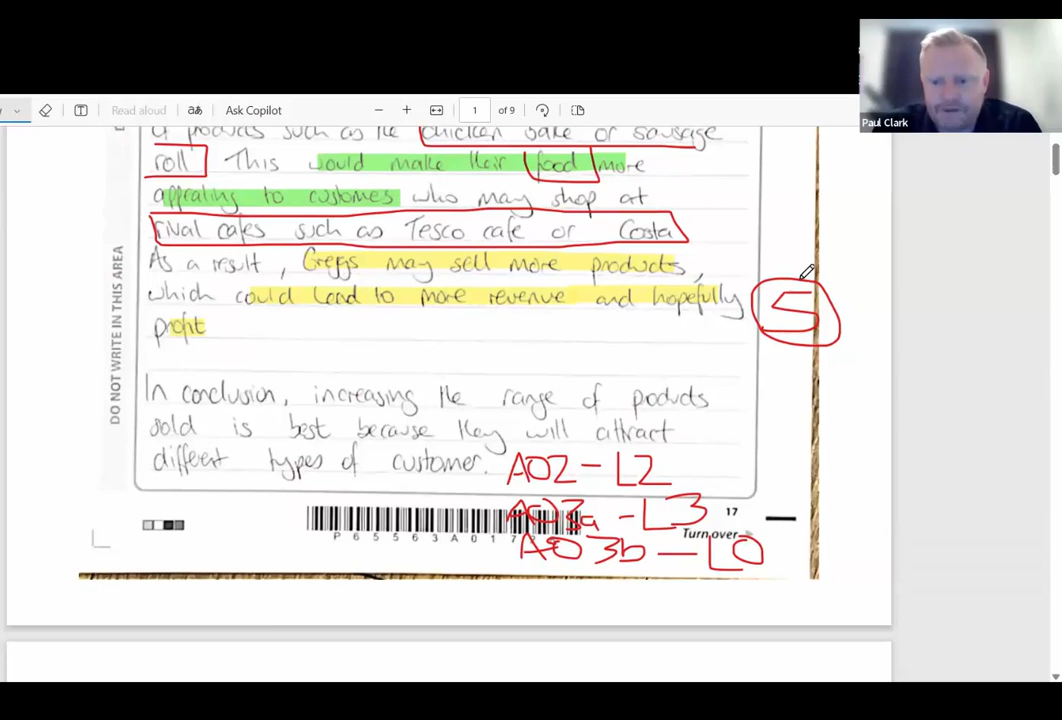 Read aloud
Ask Copilot
1
of 9
Paul Clark
of products such as the chicken bake or sausage
roll This would make their food more
appealing to customes who may shop at
rival cafes such as Tesco cafe or Costa
As a result, Greggs may sell more products,
which could lead to more revenue and hopefully
profit
5
In conclusion, increasing the range of poducts
sold is best because they will attract
different types of customer.
AO2 - L2
AO3a - L3
AO3b - L0
DO NOT WRITE IN THIS AREA
17
Turn over